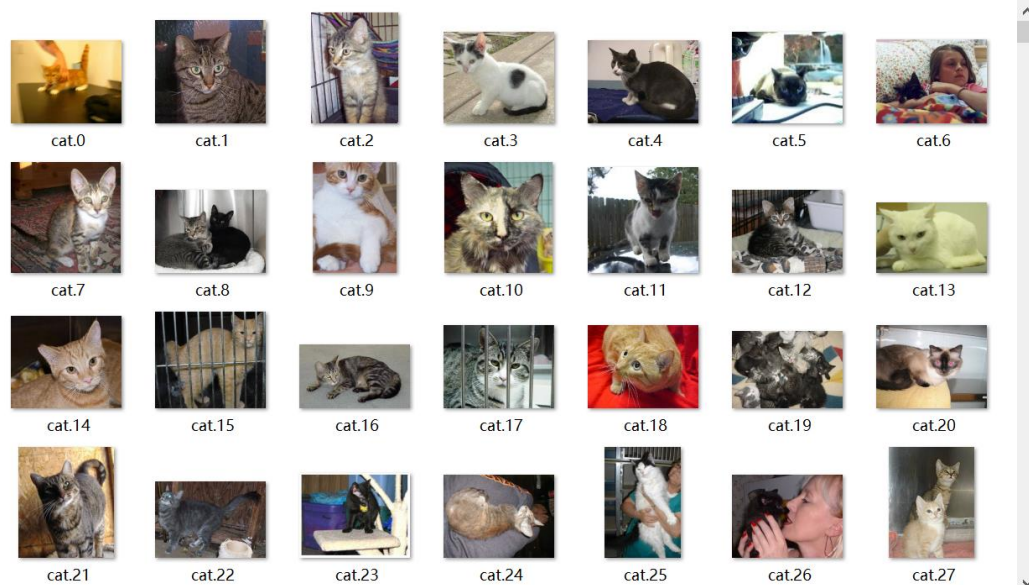 cat.0 cat.1 cat.2 cat.3 cat.4 cat.5 cat.6
cat.7 cat.8 cat.9 cat.10 cat.11 cat.12 cat.13
cat.14 cat.15 cat.16 cat.17 cat.18 cat.19 cat.20
cat.21 cat.22 cat.23 cat.24 cat.25 cat.26 cat.27